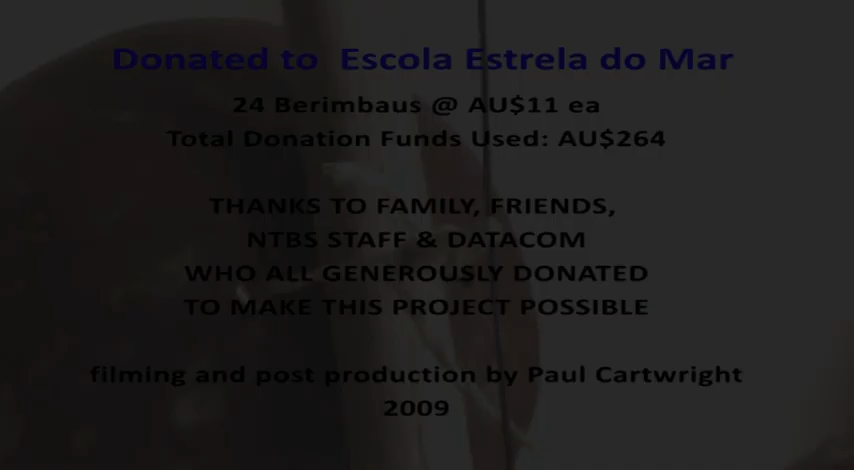 Donated to Escola Estrela do Mar
24 Berimbaus @ AU$11 ea
Total Donation Funds Used: AU$264
THANKS TO FAMILY, FRIENDS,
NTBS STAFF & DATACOM
WHO ALL GENEROUSLY DONATED
TO MAKE THIS PROJECT POSSIBLE
filming and post production by Paul Cartwright
2009